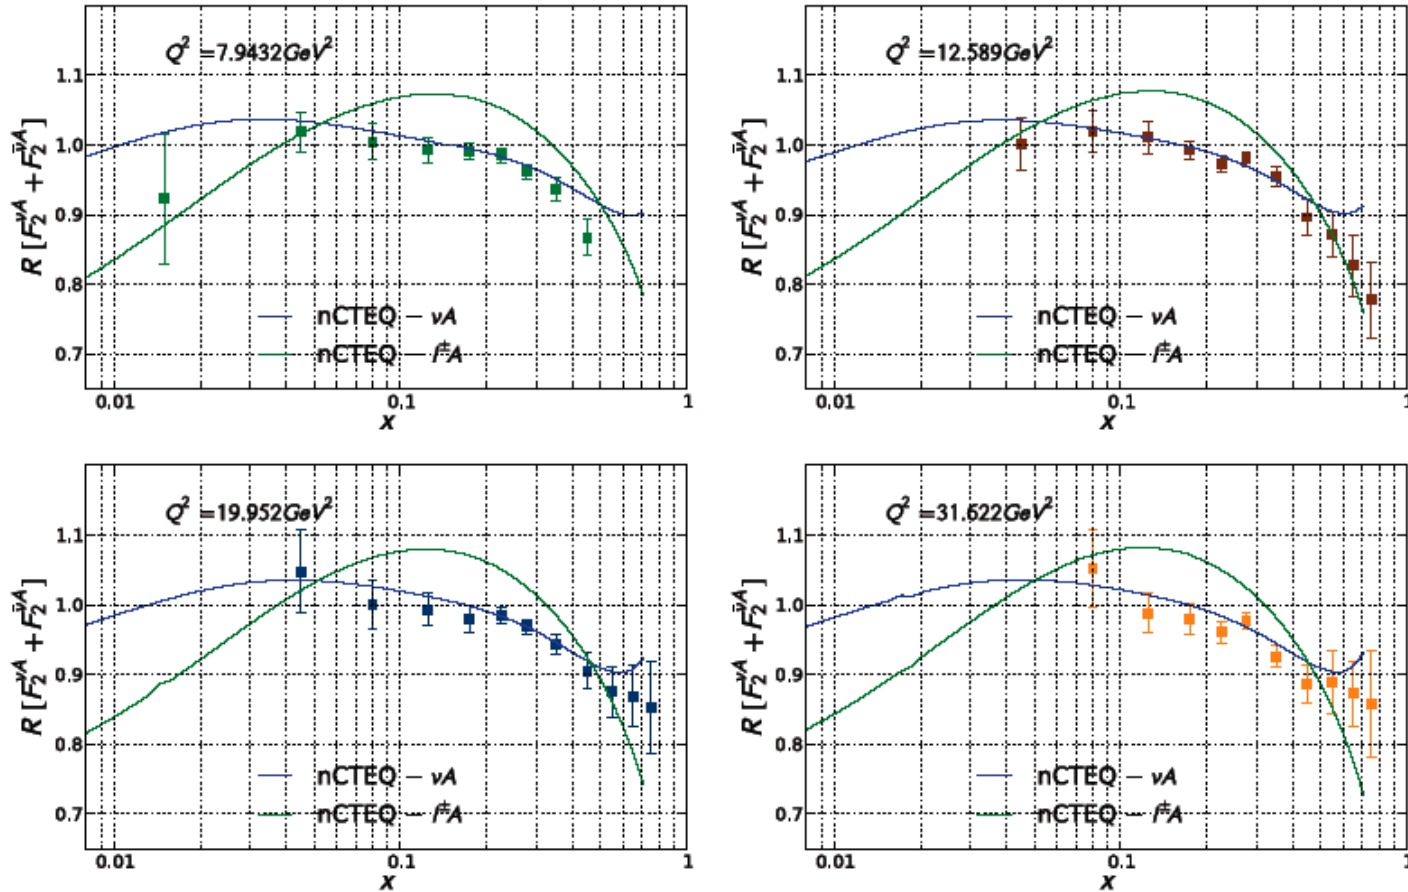 Q² =7.9432GeV²
1.1
1.0
0.9
0.8
0.7
R [F₂^νA + F₂^ν̄A]
nCTEQ − νA
nCTEQ − l^±A
0.01 0.1 1
x
Q² =12.589GeV²
1.1
1.0
0.9
0.8
0.7
R [F₂^νA + F₂^ν̄A]
nCTEQ − νA
nCTEQ − l^±A
0.01 0.1 1
x
Q² =19.952GeV²
1.1
1.0
0.9
0.8
0.7
R [F₂^νA + F₂^ν̄A]
nCTEQ − νA
nCTEQ − l^±A
0.01 0.1 1
x
Q² =31.622GeV²
1.1
1.0
0.9
0.8
0.7
R [F₂^νA + F₂^ν̄A]
nCTEQ − νA
nCTEQ − l^±A
0.01 0.1 1
x